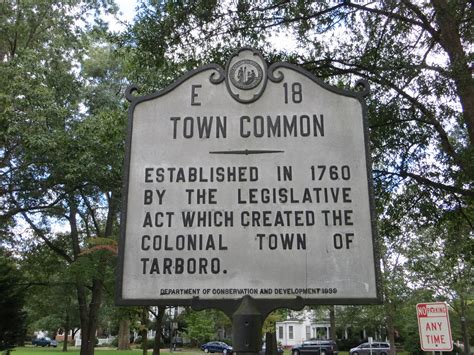 E 18
TOWN COMMON
ESTABLISHED IN 1760
BY THE LEGISLATIVE
ACT WHICH CREATED THE
COLONIAL TOWN OF
TARBORO.
DEPARTMENT OF CONSERVATION AND DEVELOPMENT 1939
NO PARKING
ANY
TIME